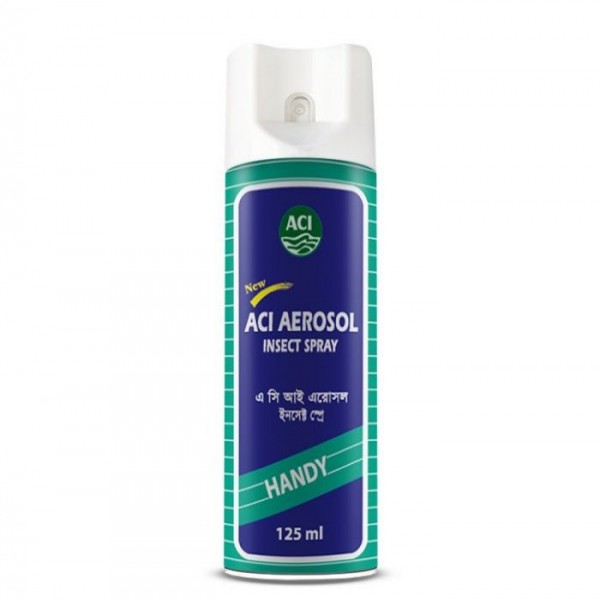 ACI
New
ACI AEROSOL
INSECT SPRAY
এ সি আই এরোসল
ইনসেক্ট স্প্রে
HANDY
125 ml